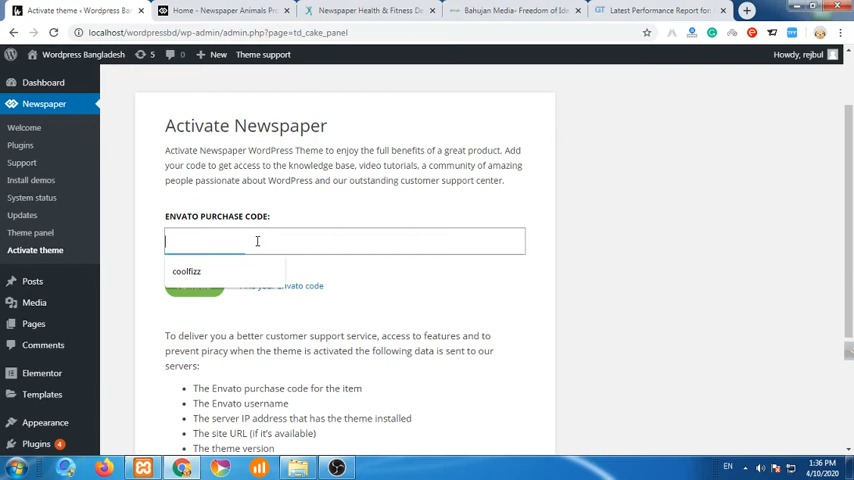 Activate theme ‹ Wordpress Ban
Home - Newspaper Animals Pro
Newspaper Health & Fitness De
Bahujan Media- Freedom of Ide
GT Latest Performance Report for:
localhost/wordpressbd/wp-admin/admin.php?page=td_cake_panel
Wordpress Bangladesh 5 0 New Theme support Howdy, rejbul
Dashboard
Newspaper
Welcome
Plugins
Support
Install demos
System status
Updates
Theme panel
Activate theme
Posts
Media
Pages
Comments
Elementor
Templates
Appearance
Plugins 4
Activate Newspaper
Activate Newspaper WordPress Theme to enjoy the full benefits of a great product. Add
your code to get access to the knowledge base, video tutorials, a community of amazing
people passionate about WordPress and our outstanding customer support center.
ENVATO PURCHASE CODE:
coolfizz
envato code
To deliver you a better customer support service, access to features and to
prevent piracy when the theme is activated the following data is sent to our
servers:
The Envato purchase code for the item
The Envato username
The server IP address that has the theme installed
The site URL (if it's available)
The theme version
EN
1:36 PM
4/10/2020